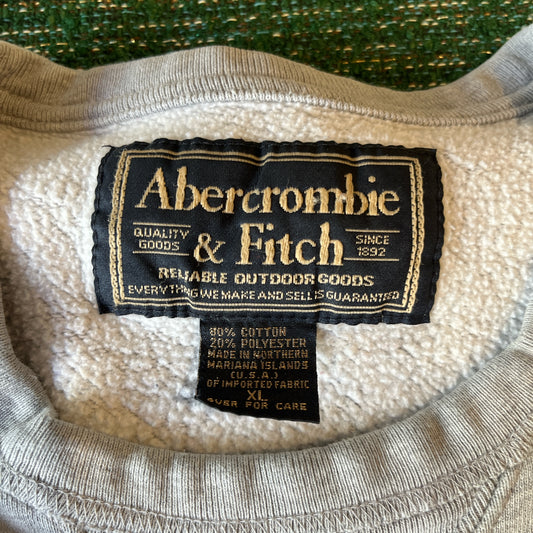 Abercrombie
QUALITY GOODS & Fitch SINCE 1892
RELIABLE OUTDOOR GOODS
EVERYTHING WE MAKE AND SELL IS GUARANTEED
80% COTTON
20% POLYESTER
MADE IN NORTHERN
MARIANA ISLANDS
(U.S.A.)
OF IMPORTED FABRIC
XL
OVER FOR CARE